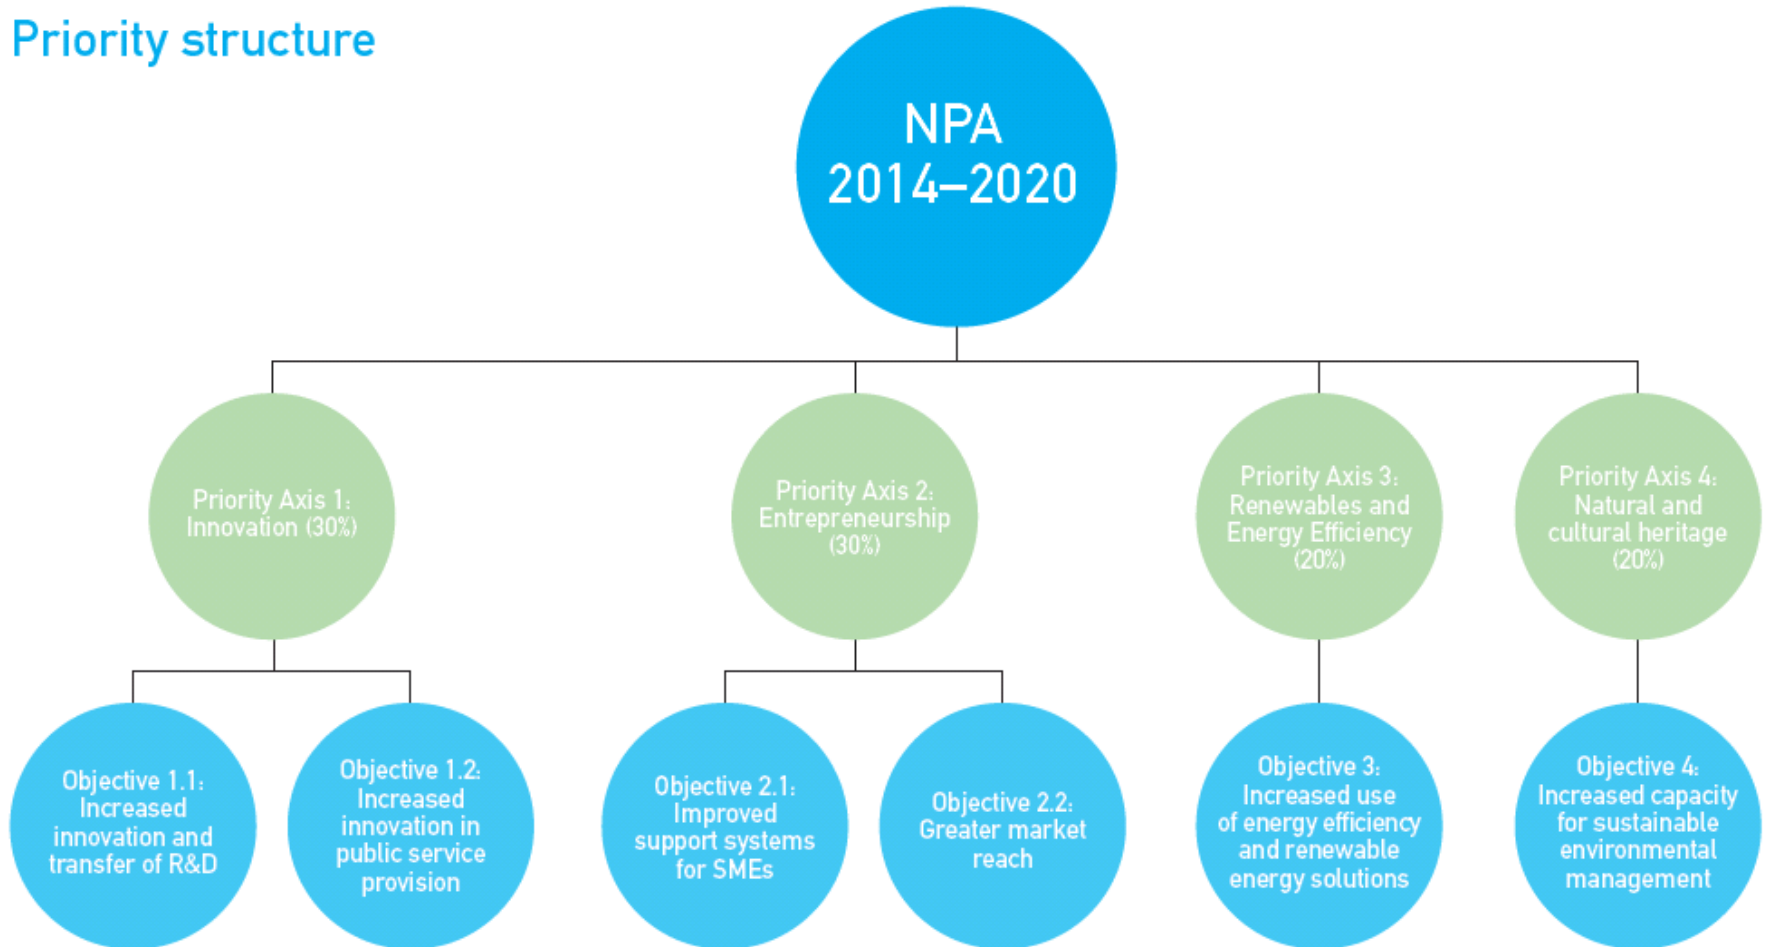 Priority structure
NPA
2014–2020
Priority Axis 1:
Innovation (30%)
Priority Axis 2:
Entrepreneurship
(30%)
Priority Axis 3:
Renewables and
Energy Efficiency
(20%)
Priority Axis 4:
Natural and
cultural heritage
(20%)
Objective 1.1:
Increased
innovation and
transfer of R&D
Objective 1.2:
Increased
innovation in
public service
provision
Objective 2.1:
Improved
support systems
for SMEs
Objective 2.2:
Greater market
reach
Objective 3:
Increased use
of energy efficiency
and renewable
energy solutions
Objective 4:
Increased capacity
for sustainable
environmental
management